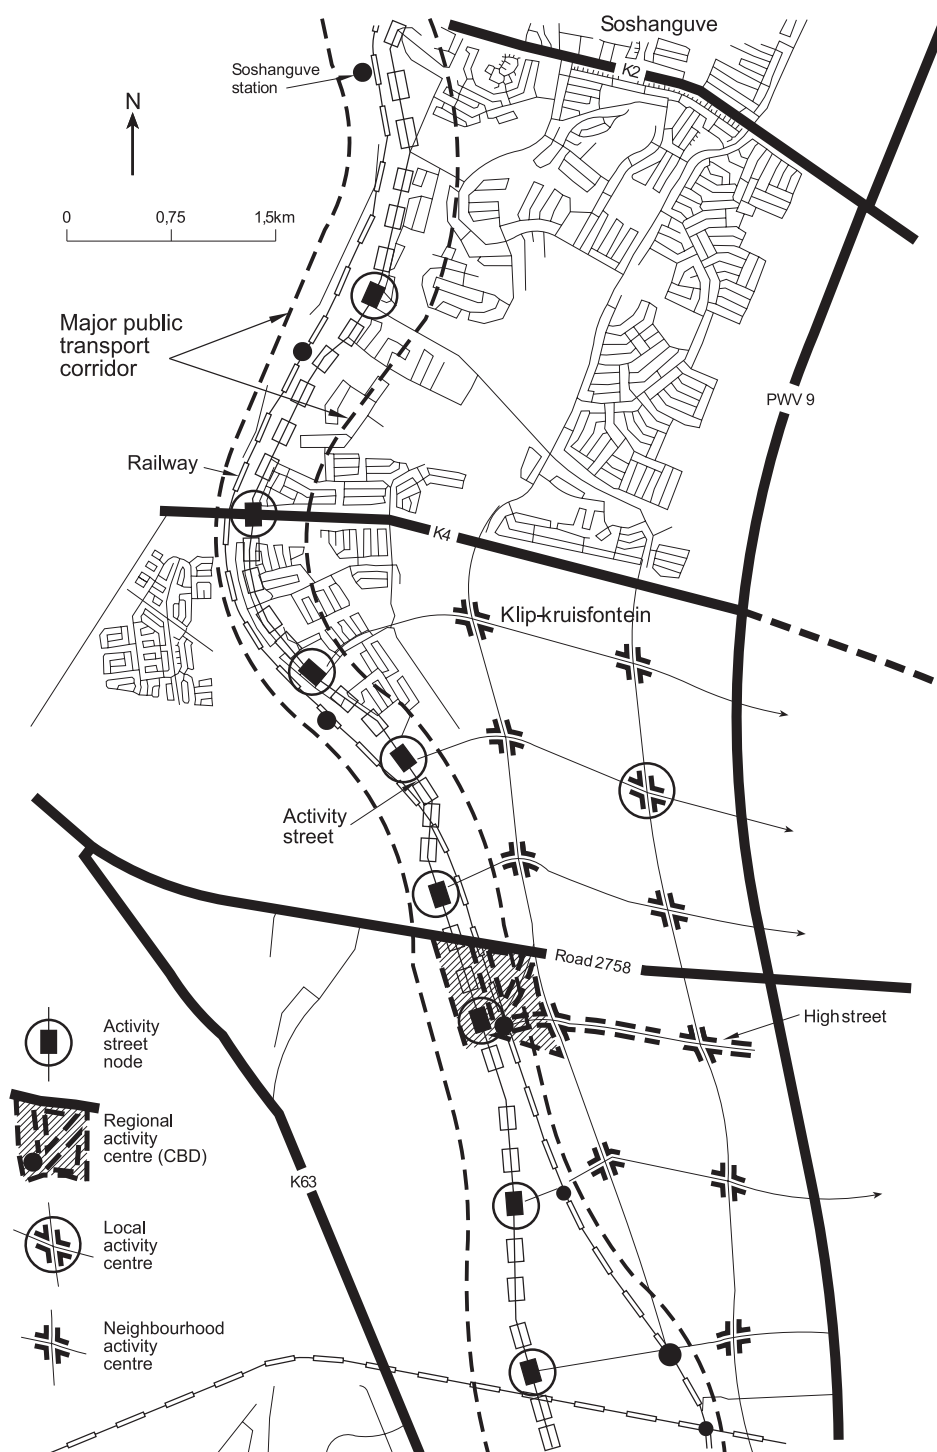 Soshanguve
K2
Soshanguve
station
N
0 0,75 1,5km
Major public
transport
corridor
PWV 9
Railway
K4
Klip-kruisfontein
Activity
street
Road 2758
High street
Activity
street
node
Regional
activity
centre (CBD)
K63
Local
activity
centre
Neighbourhood
activity
centre